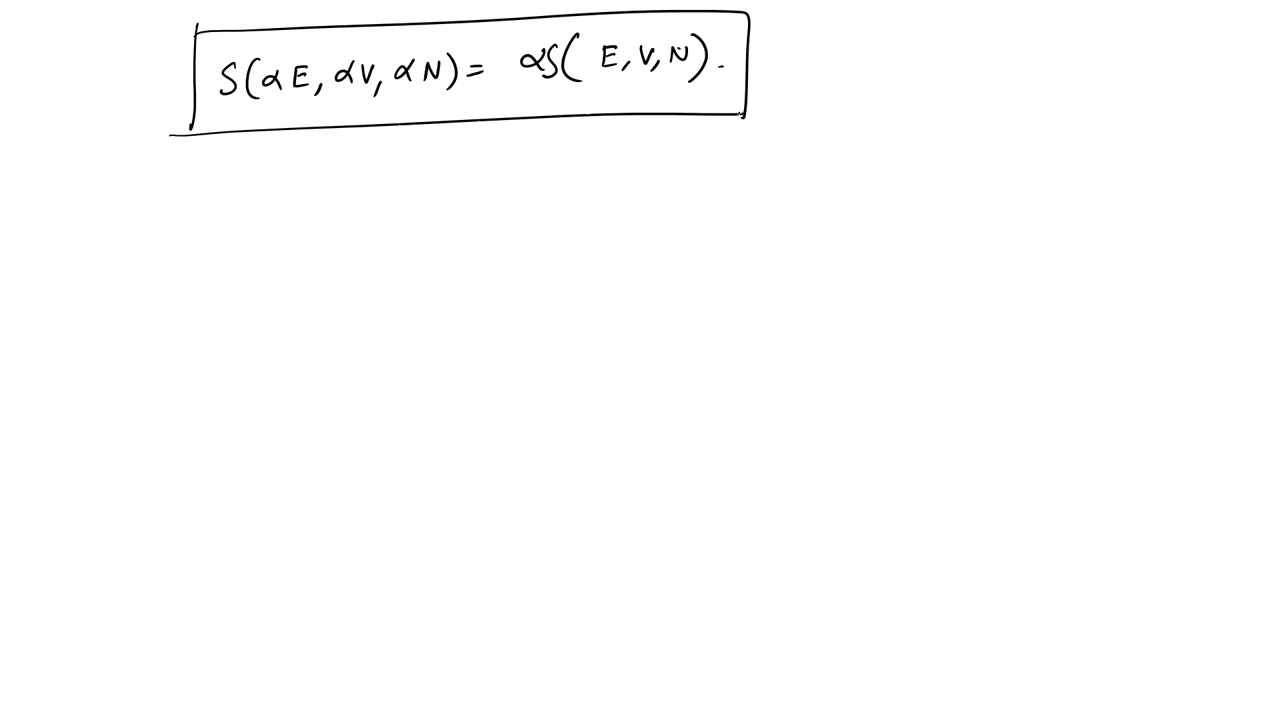 S(αE, αV, αN) = αS( E, V, N).